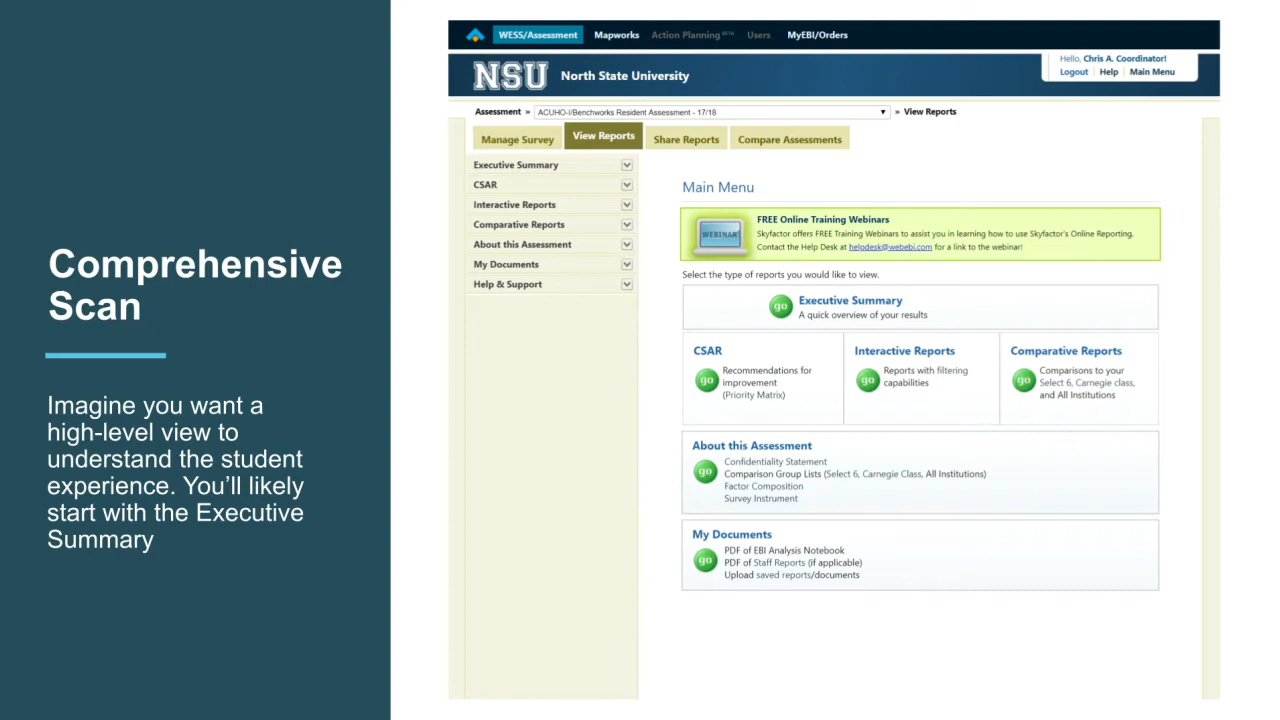 Comprehensive
Scan
Imagine you want a
high-level view to
understand the student
experience. You’ll likely
start with the Executive
Summary
WESS/Assessment Mapworks Action Planning BETA Users MyEBI/Orders
NSU North State University
Hello, Chris A. Coordinator!
Logout | Help | Main Menu
Assessment » ACUHO-I/Benchworks Resident Assessment - 17/18 » View Reports
Manage Survey View Reports Share Reports Compare Assessments
Executive Summary
CSAR
Interactive Reports
Comparative Reports
About this Assessment
My Documents
Help & Support
Main Menu
WEBINAR
FREE Online Training Webinars
Skyfactor offers FREE Training Webinars to assist you in learning how to use Skyfactor's Online Reporting.
Contact the Help Desk at helpdesk@webebi.com for a link to the webinar!
Select the type of reports you would like to view.
go Executive Summary
A quick overview of your results
CSAR
go Recommendations for
improvement
(Priority Matrix)
Interactive Reports
go Reports with filtering
capabilities
Comparative Reports
go Comparisons to your
Select 6, Carnegie class,
and All Institutions
About this Assessment
go Confidentiality Statement
Comparison Group Lists (Select 6, Carnegie Class, All Institutions)
Factor Composition
Survey Instrument
My Documents
go PDF of EBI Analysis Notebook
PDF of Staff Reports (if applicable)
Upload saved reports/documents